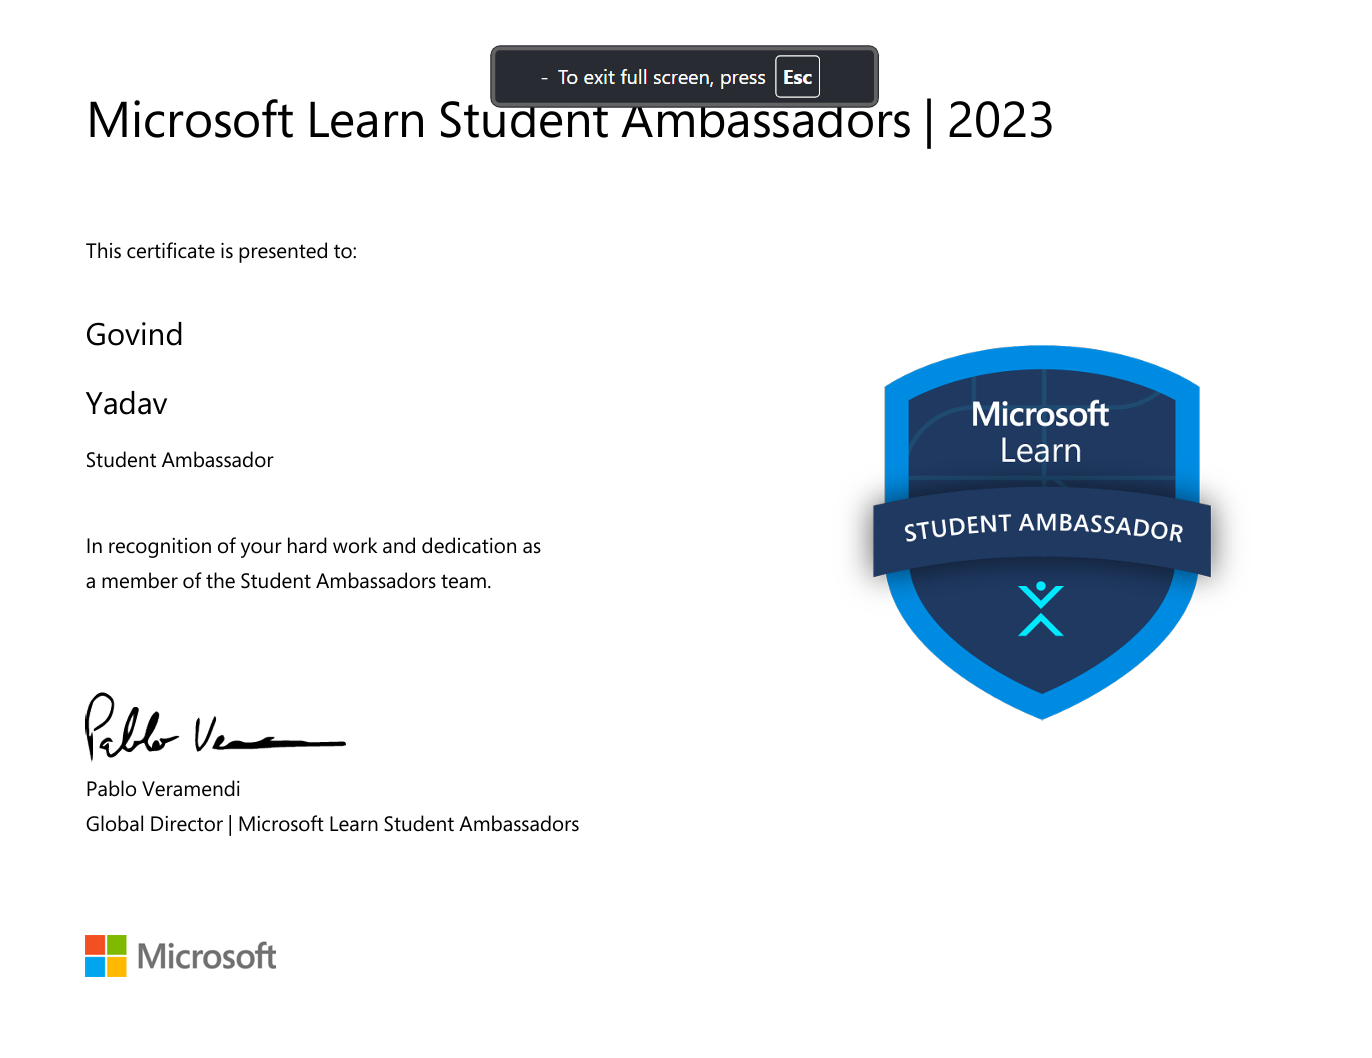 - To exit full screen, press Esc
Microsoft Learn Student Ambassadors | 2023
This certificate is presented to:
Govind
Yadav
Student Ambassador
In recognition of your hard work and dedication as
a member of the Student Ambassadors team.
Microsoft
Learn
STUDENT AMBASSADOR
Pablo Veramendi
Global Director | Microsoft Learn Student Ambassadors
Microsoft